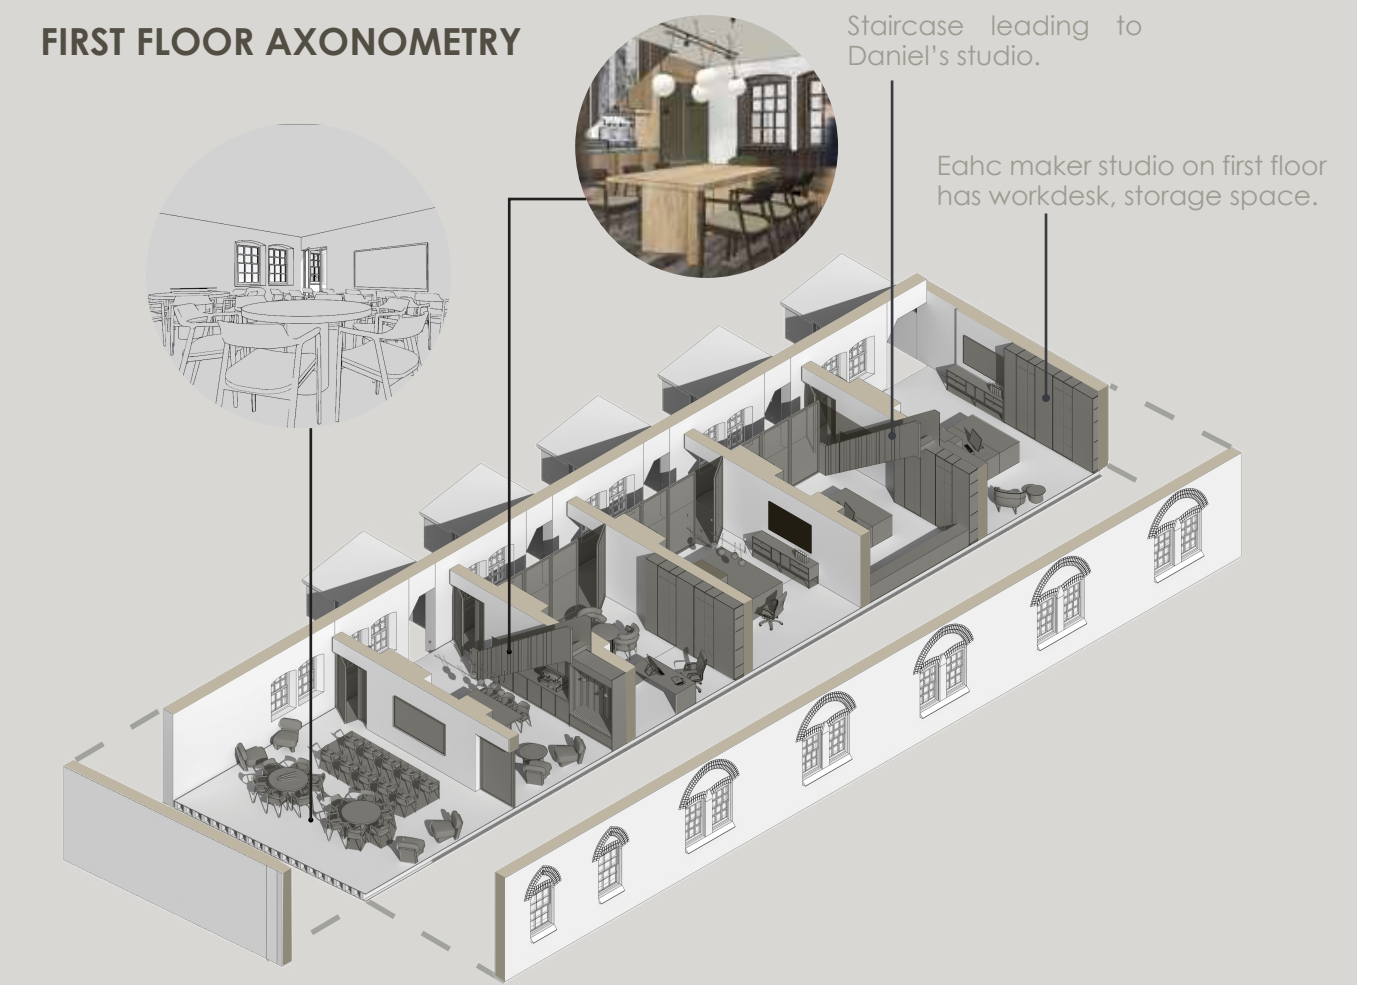 FIRST FLOOR AXONOMETRY
Staircase leading to
Daniel's studio.
Eahc maker studio on first floor
has workdesk, storage space.